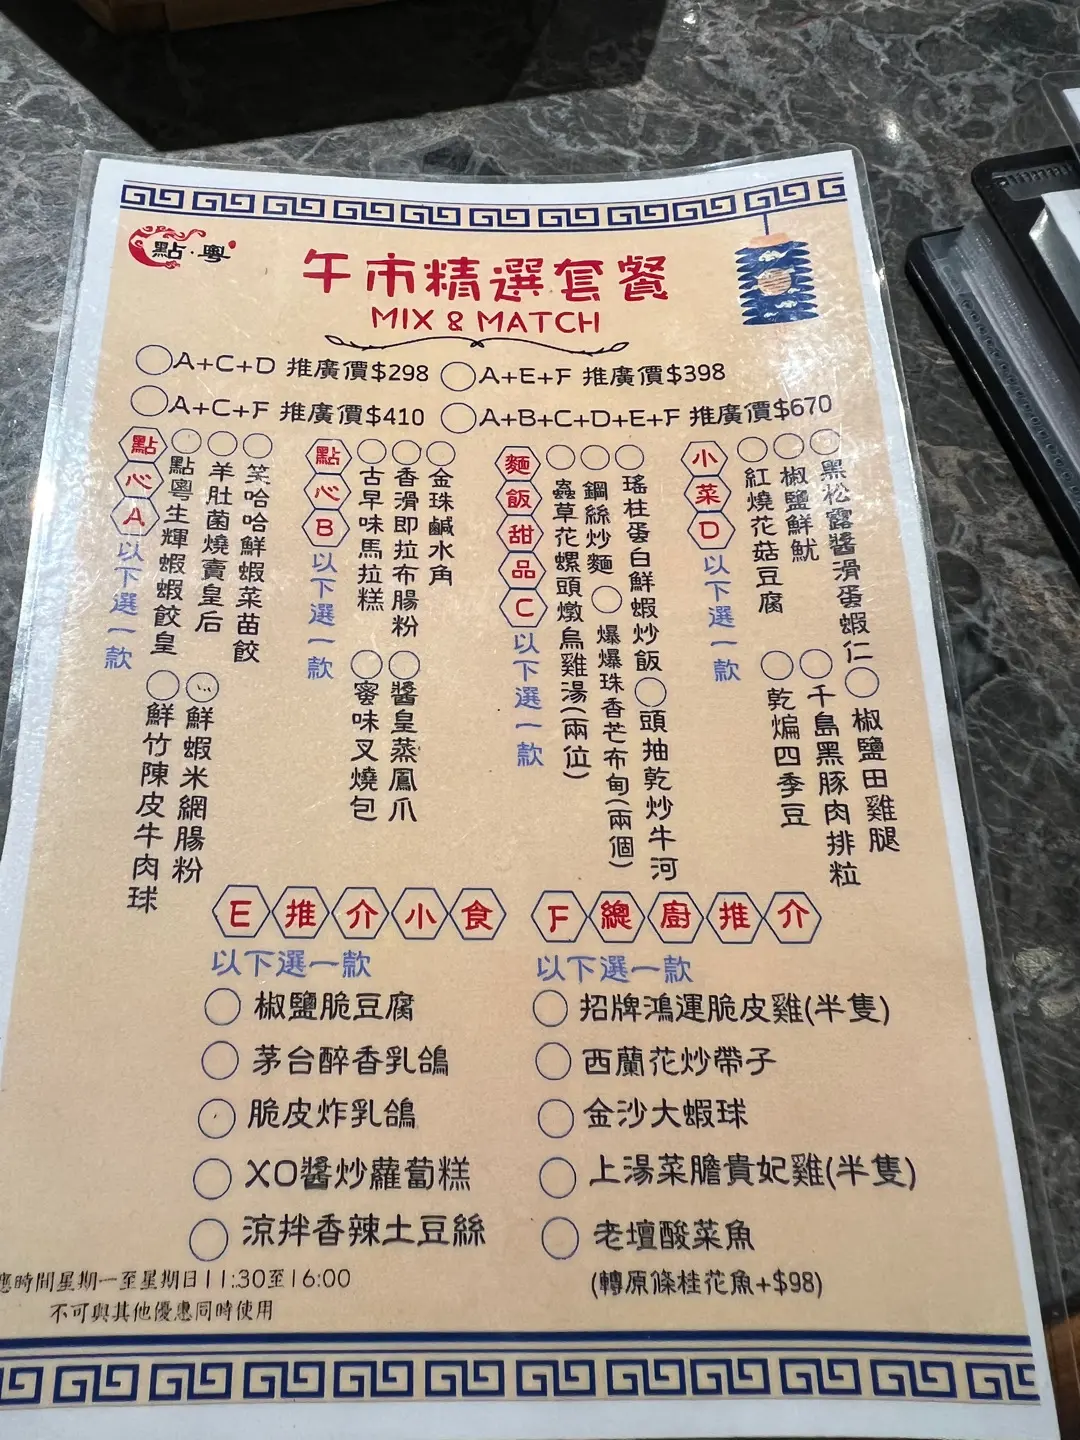 點·粵
午市精選套餐
MIX & MATCH
A+C+D 推廣價$298
A+E+F 推廣價$398
A+C+F 推廣價$410
A+B+C+D+E+F 推廣價$670
點心A
以下選一款
點粵生輝蝦蝦餃皇
羊肚菌燒賣皇后
笑哈哈鮮蝦菜苗餃
鮮竹陳皮牛肉球
鮮蝦米網腸粉
點心B
以下選一款
古早味馬拉糕
香滑即拉布腸粉
金珠鹹水角
蜜味叉燒包
醬皇蒸鳳爪
麵飯甜品C
以下選一款
蟲草花螺頭燉烏雞湯(兩位)
鋼絲炒麵
瑤柱蛋白鮮蝦炒飯
爆爆珠香芒布甸(兩個)
頭抽乾炒牛河
小菜D
以下選一款
紅燒花菇豆腐
椒鹽鮮魷
黑松露醬滑蛋蝦仁
乾煸四季豆
千島黑豚肉排粒
椒鹽田雞腿
E推介小食
以下選一款
椒鹽脆豆腐
茅台醉香乳鴿
脆皮炸乳鴿
XO醬炒蘿蔔糕
涼拌香辣土豆絲
F總廚推介
以下選一款
招牌鴻運脆皮雞(半隻)
西蘭花炒帶子
金沙大蝦球
上湯菜膽貴妃雞(半隻)
老壇酸菜魚
(轉原條桂花魚+$98)
應時間星期一至星期日11:30至16:00
不可與其他優惠同時使用